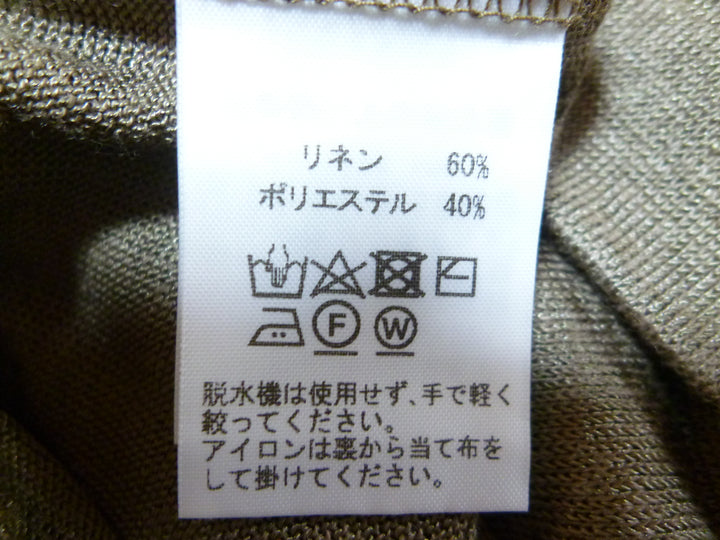 リネン 60%
ポリエステル 40%
F W
脱水機は使用せず、手で軽く
絞ってください。
アイロンは裏から当て布を
して掛けてください。